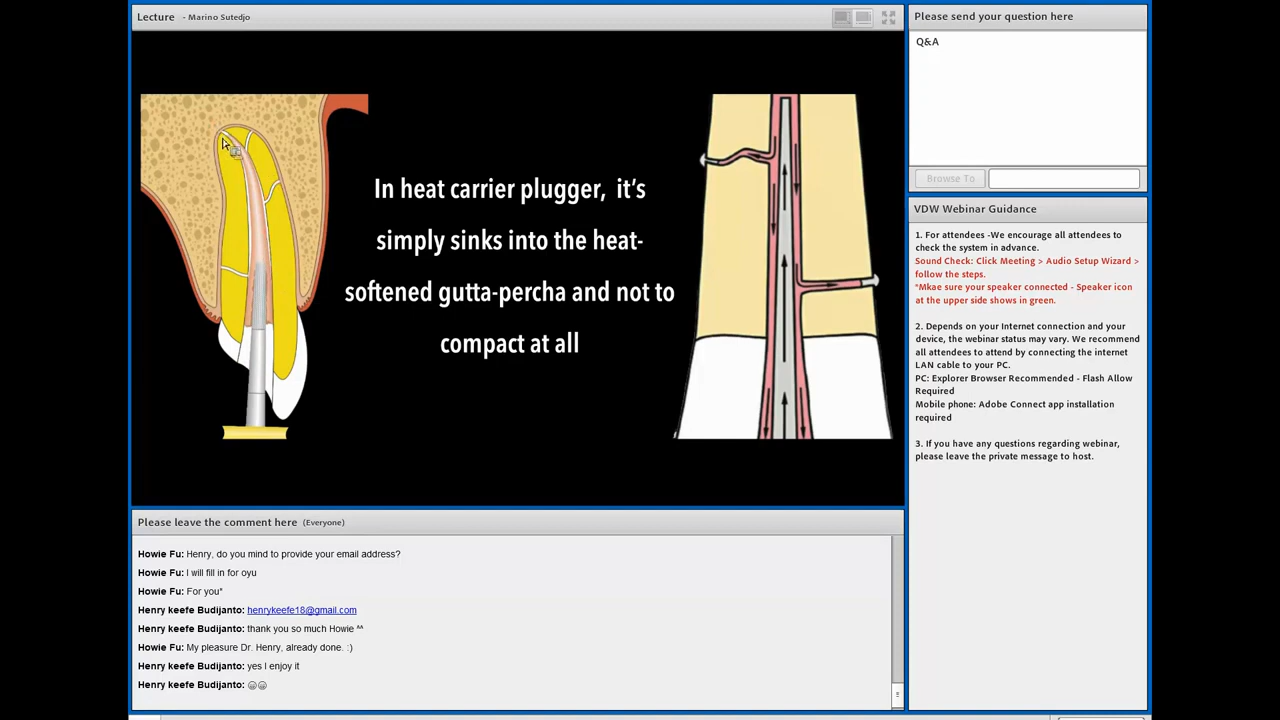 Lecture - Marino Sutedjo
In heat carrier plugger, it's
simply sinks into the heat-
softened gutta-percha and not to
compact at all
Please leave the comment here (Everyone)
Howie Fu: Henry, do you mind to provide your email address?
Howie Fu: I will fill in for oyu
Howie Fu: For you*
Henry keefe Budijanto: henrykeefe18@gmail.com
Henry keefe Budijanto: thank you so much Howie ^^
Howie Fu: My pleasure Dr. Henry, already done. :)
Henry keefe Budijanto: yes I enjoy it
Henry keefe Budijanto: 😄😄
Please send your question here
Q&A
Browse To
VDW Webinar Guidance
1. For attendees -We encourage all attendees to
check the system in advance.
Sound Check: Click Meeting > Audio Setup Wizard >
follow the steps.
*Mkae sure your speaker connected - Speaker icon
at the upper side shows in green.
2. Depends on your Internet connection and your
device, the webinar status may vary. We recommend
all attendees to attend by connecting the internet
LAN cable to your PC.
PC: Explorer Browser Recommended - Flash Allow
Required
Mobile phone: Adobe Connect app installation
required
3. If you have any questions regarding webinar,
please leave the private message to host.